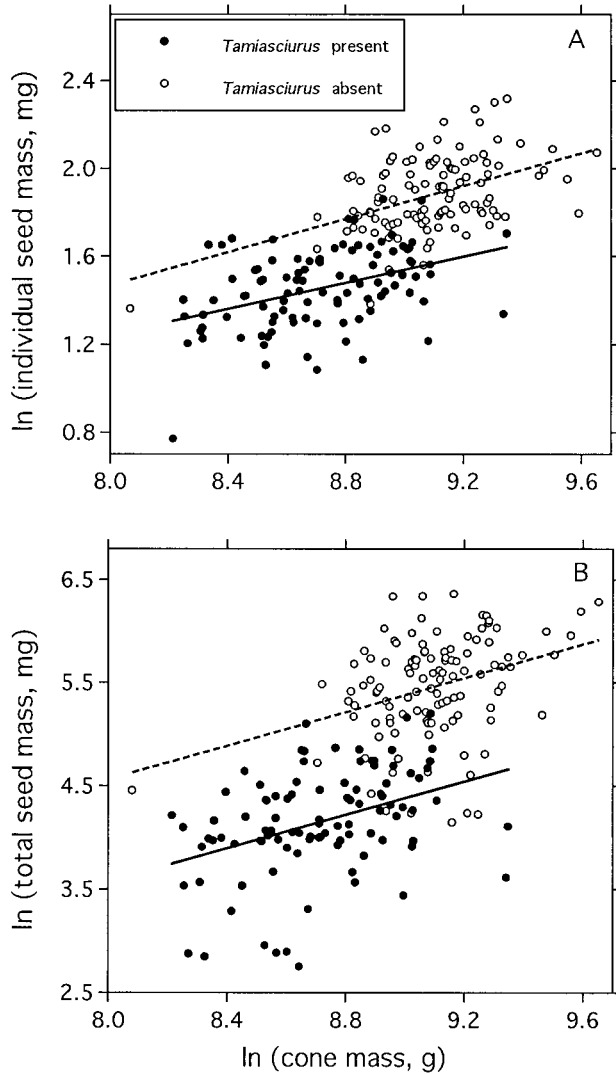 A
Tamiasciurus present
Tamiasciurus absent
ln (individual seed mass, mg)
2.4
2.0
1.6
1.2
0.8
8.0 8.4 8.8 9.2 9.6
B
ln (total seed mass, mg)
6.5
5.5
4.5
3.5
2.5
8.0 8.4 8.8 9.2 9.6
ln (cone mass, g)